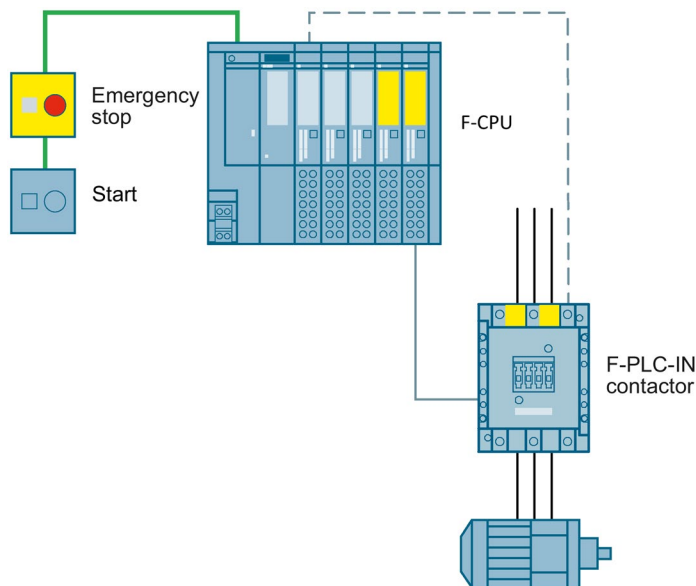 Emergency
stop
F-CPU
Start
F-PLC-IN
contactor